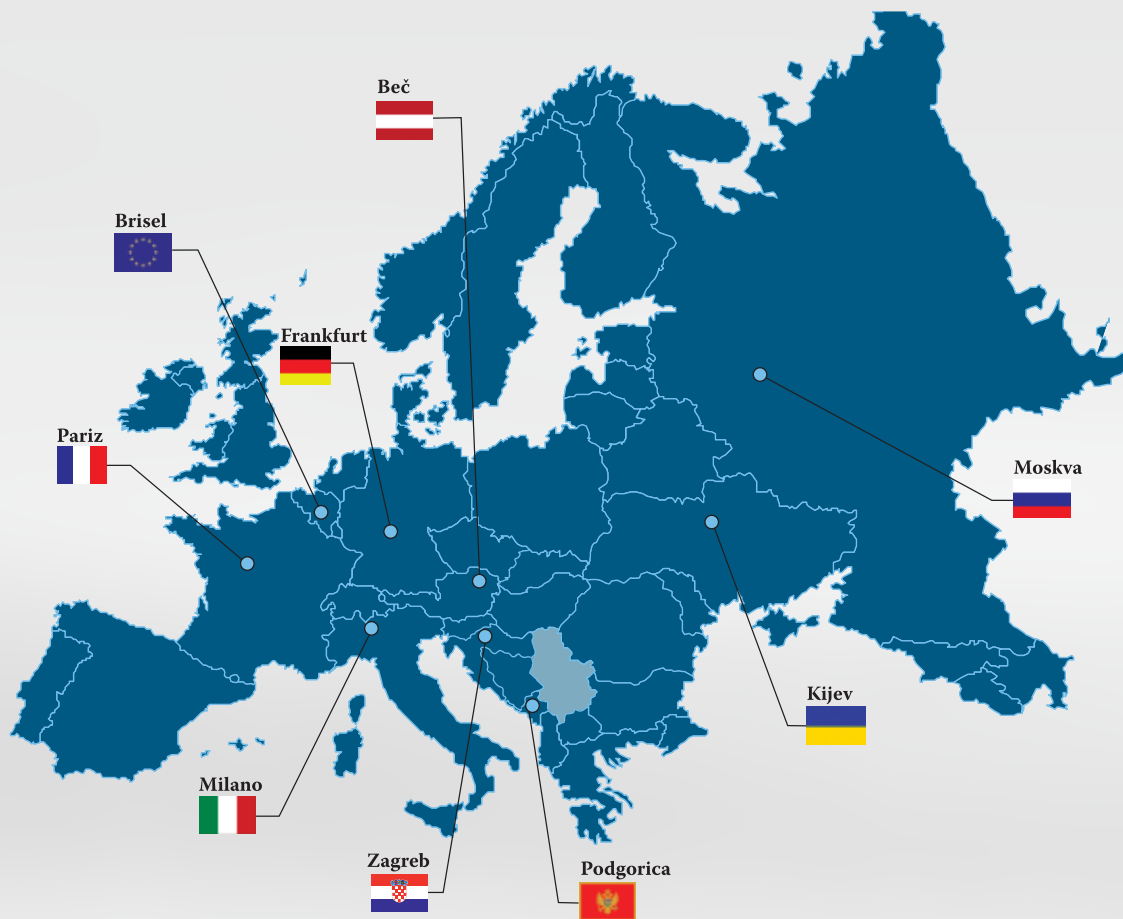 Beč
Brisel
Frankfurt
Pariz
Moskva
Kijev
Milano
Zagreb
Podgorica